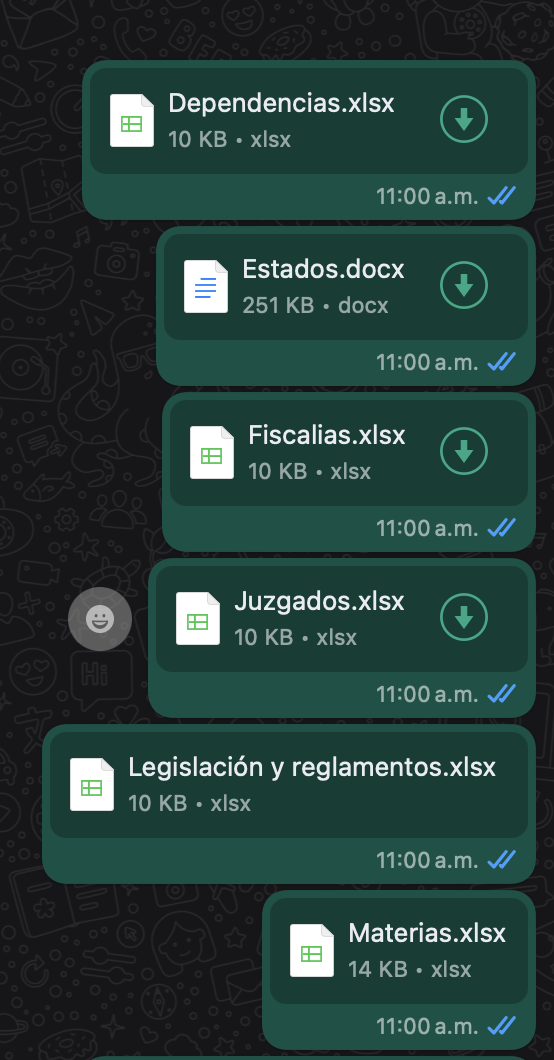 Dependencias.xlsx
10 KB • xlsx
11:00 a.m.
Estados.docx
251 KB • docx
11:00 a.m.
Fiscalias.xlsx
10 KB • xlsx
11:00 a.m.
Juzgados.xlsx
10 KB • xlsx
11:00 a.m.
Hi
Legislación y reglamentos.xlsx
10 KB • xlsx
11:00 a.m.
Materias.xlsx
14 KB • xlsx
11:00 a.m.